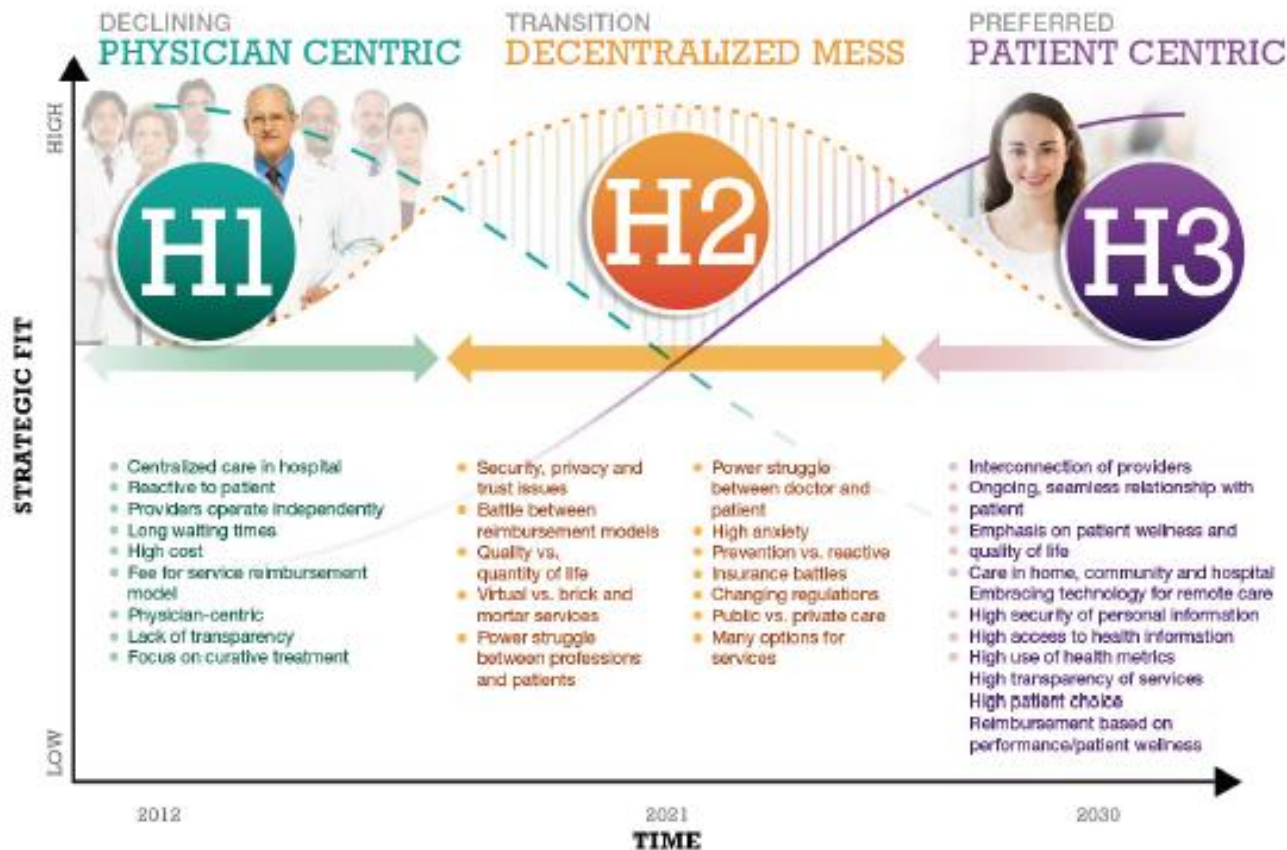 DECLINING
PHYSICIAN CENTRIC
TRANSITION
DECENTRALIZED MESS
PREFERRED
PATIENT CENTRIC
HIGH
H1
H2
H3
STRATEGIC FIT
Centralized care in hospital
Reactive to patient
Providers operate independently
Long waiting times
High cost
Fee for service reimbursement
model
Physician-centric
Lack of transparency
Focus on curative treatment
Security, privacy and
trust issues
Battle between
reimbursement models
Quality vs.
quantity of life
Virtual vs. brick and
mortar services
Power struggle
between professions
and patients
Power struggle
between doctor and
patient
High anxiety
Prevention vs. reactive
Insurance battles
Changing regulations
Public vs. private care
Many options for
services
Interconnection of providers
Ongoing, seamless relationship with
patient
Emphasis on patient wellness and
quality of life
Care in home, community and hospital
Embracing technology for remote care
High security of personal information
High access to health information
High use of health metrics
High transparency of services
High patient choice
Reimbursement based on
performance/patient wellness
LOW
2012
2021
2030
TIME